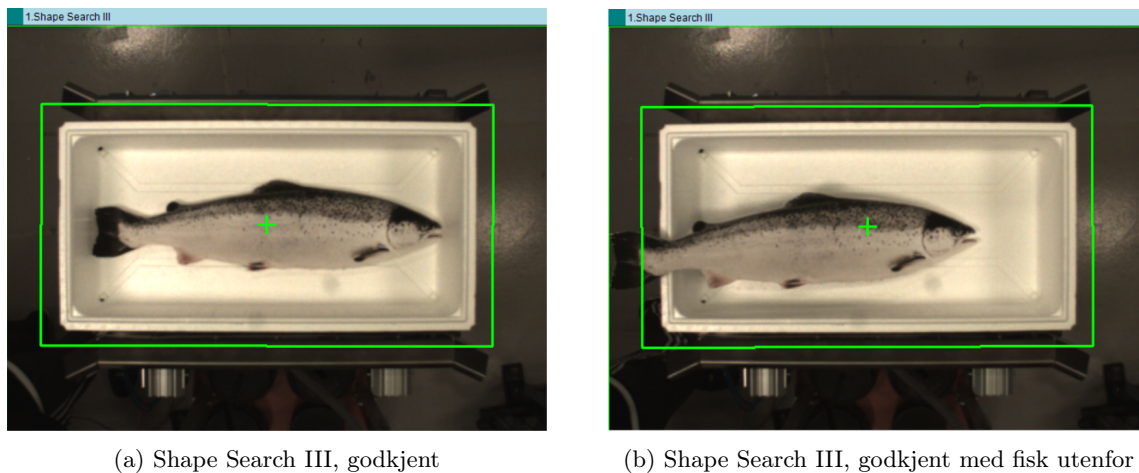 1.Shape Search III
1.Shape Search III
(a) Shape Search III, godkjent
(b) Shape Search III, godkjent med fisk utenfor